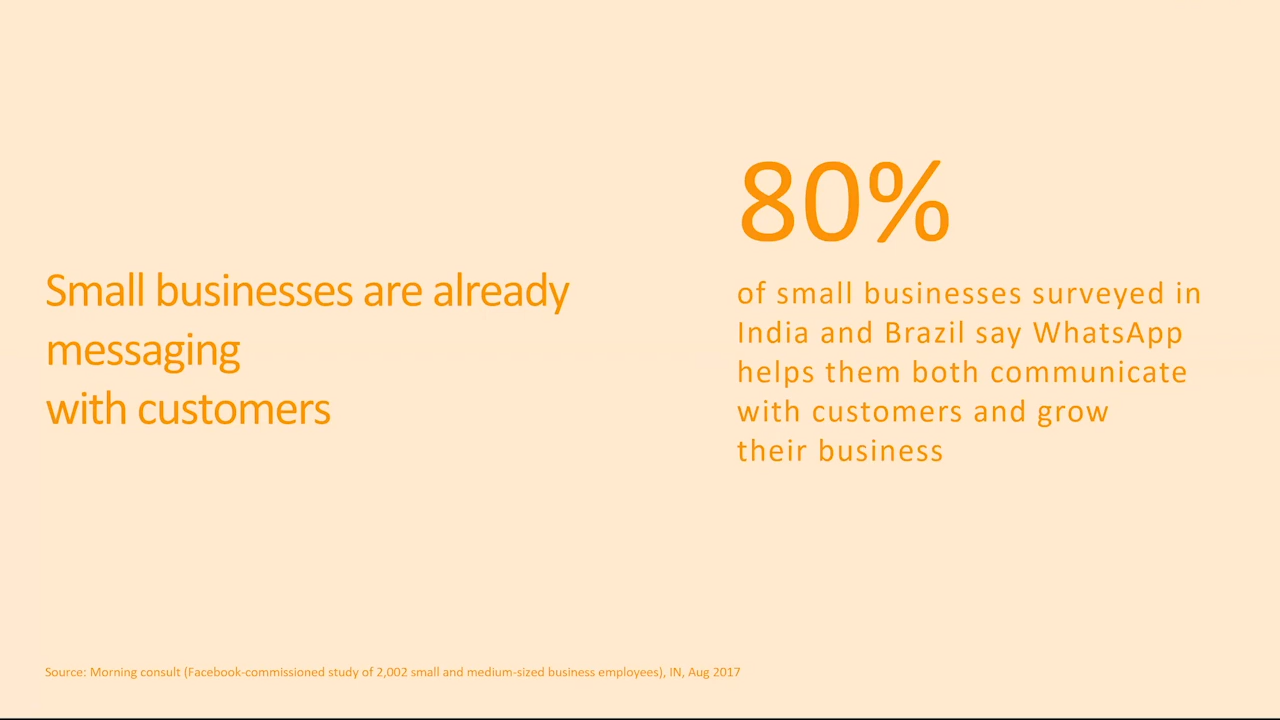 Small businesses are already
messaging
with customers
80%
of small businesses surveyed in
India and Brazil say WhatsApp
helps them both communicate
with customers and grow
their business
Source: Morning consult (Facebook-commissioned study of 2,002 small and medium-sized business employees), IN, Aug 2017